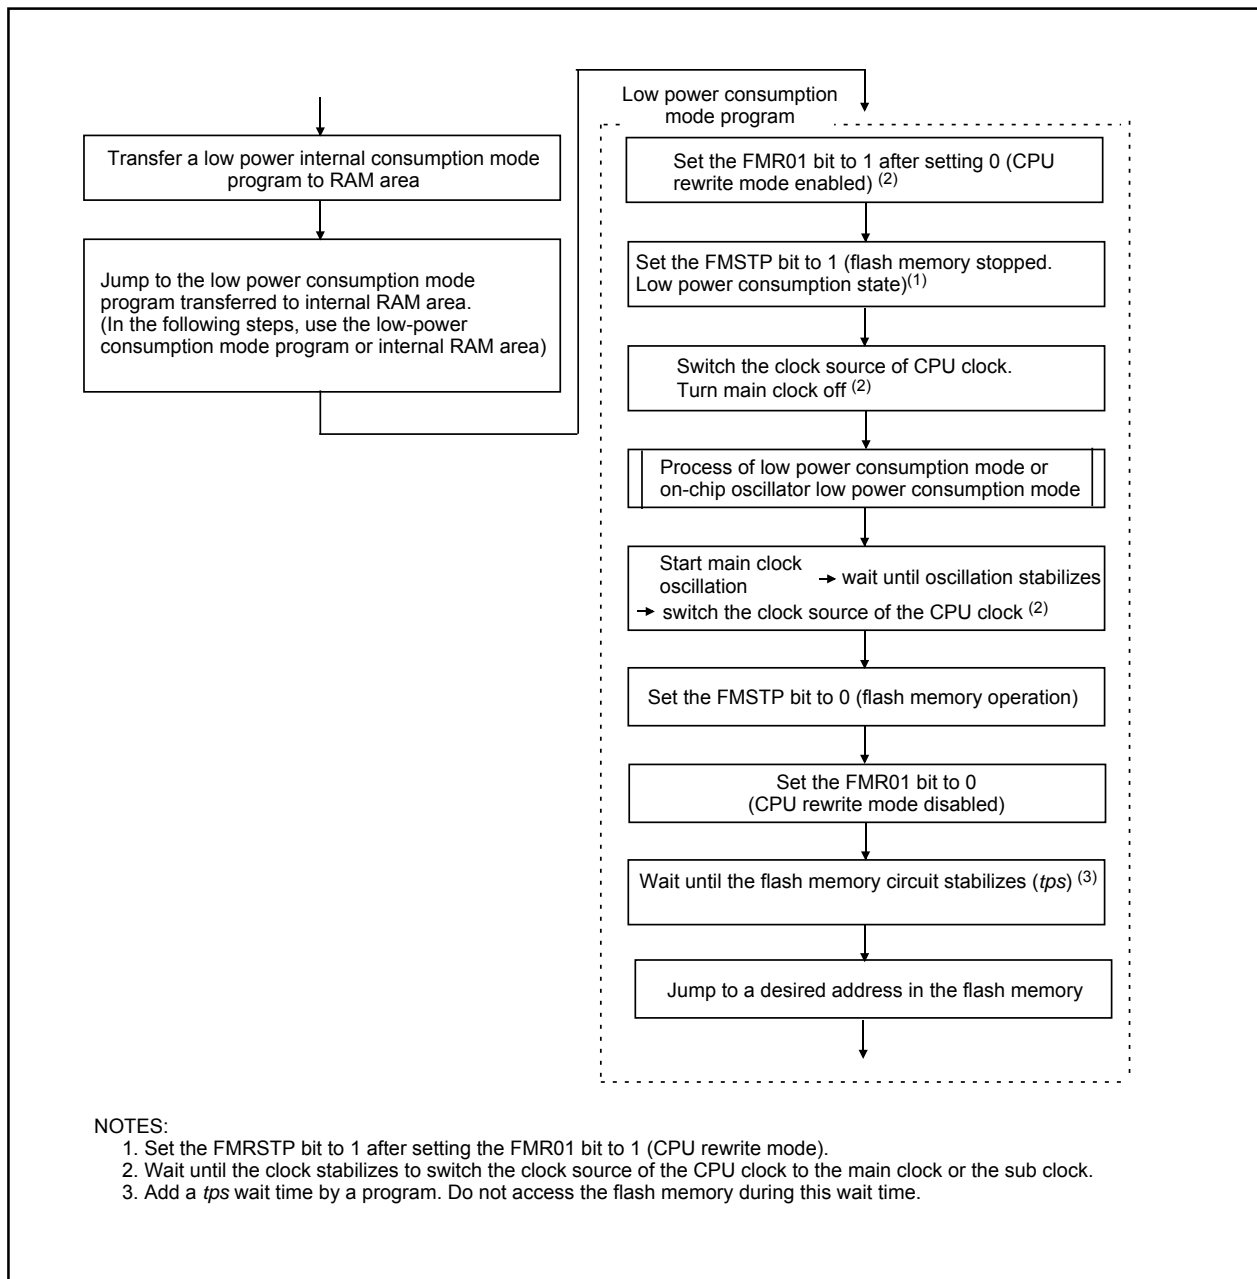 Transfer a low power internal consumption mode
program to RAM area
Jump to the low power consumption mode
program transferred to internal RAM area.
(In the following steps, use the low-power
consumption mode program or internal RAM area)
Low power consumption
mode program
Set the FMR01 bit to 1 after setting 0 (CPU
rewrite mode enabled) (2)
Set the FMSTP bit to 1 (flash memory stopped.
Low power consumption state)(1)
Switch the clock source of CPU clock.
Turn main clock off (2)
Process of low power consumption mode or
on-chip oscillator low power consumption mode
Start main clock
oscillation
→ wait until oscillation stabilizes
→ switch the clock source of the CPU clock (2)
Set the FMSTP bit to 0 (flash memory operation)
Set the FMR01 bit to 0
(CPU rewrite mode disabled)
Wait until the flash memory circuit stabilizes (tps) (3)
Jump to a desired address in the flash memory
NOTES:
1. Set the FMRSTP bit to 1 after setting the FMR01 bit to 1 (CPU rewrite mode).
2. Wait until the clock stabilizes to switch the clock source of the CPU clock to the main clock or the sub clock.
3. Add a tps wait time by a program. Do not access the flash memory during this wait time.